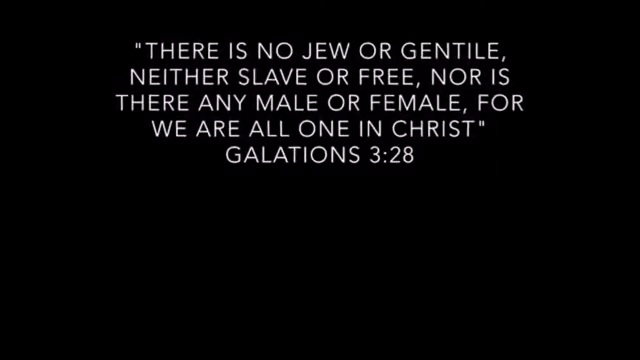 "THERE IS NO JEW OR GENTILE,
NEITHER SLAVE OR FREE, NOR IS
THERE ANY MALE OR FEMALE, FOR
WE ARE ALL ONE IN CHRIST"
GALATIONS 3:28